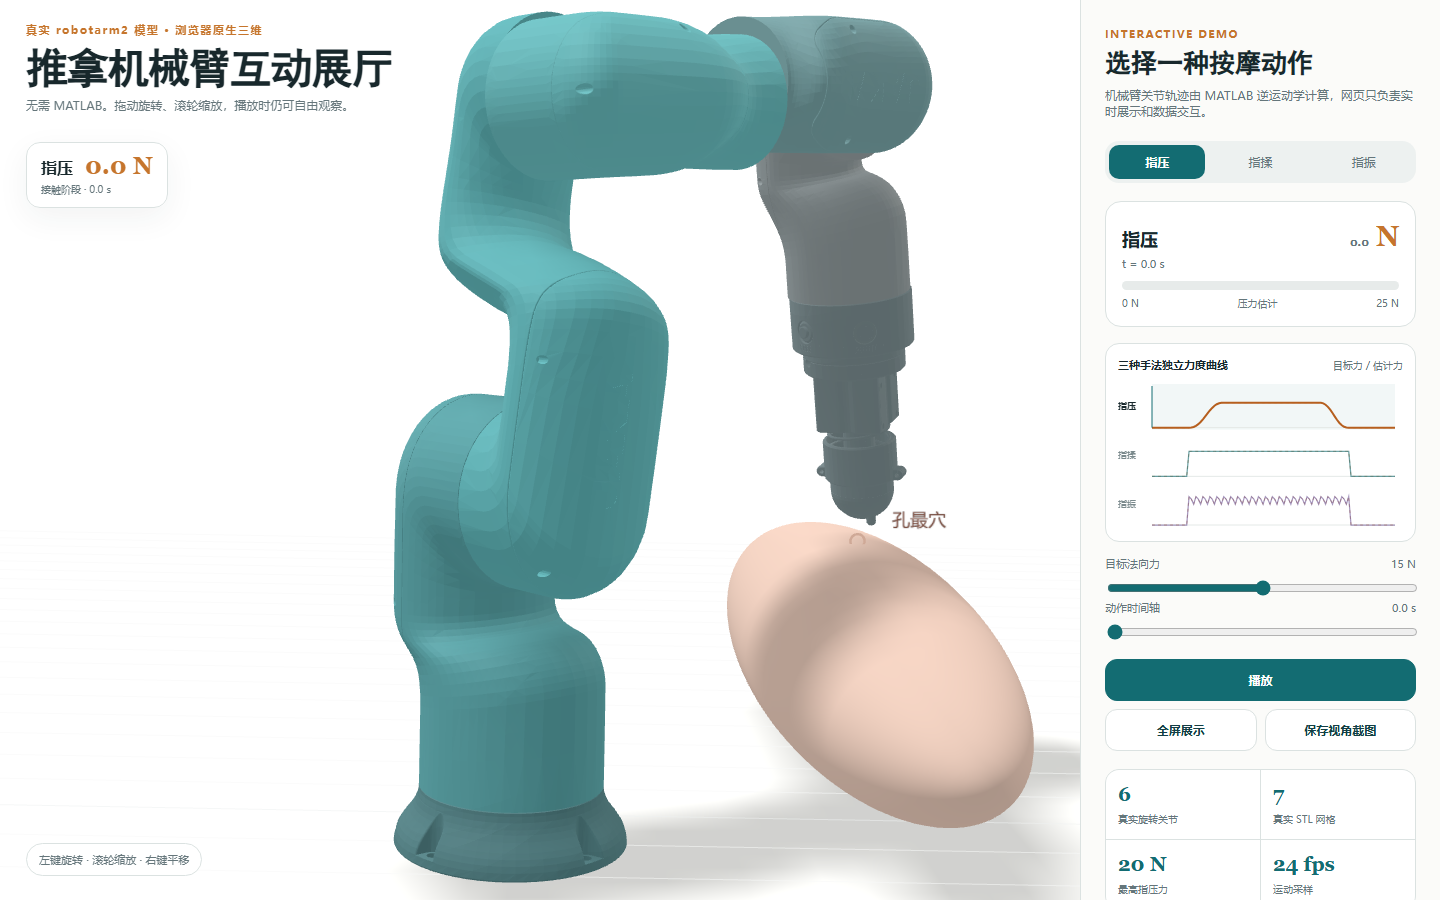 真实 robotarm2 模型 • 浏览器原生三维
推拿机械臂互动展厅
无需 MATLAB。拖动旋转、滚轮缩放，播放时仍可自由观察。
指压 0.0 N
接触阶段 · 0.0 s
孔最穴
左键旋转 · 滚轮缩放 · 右键平移
INTERACTIVE DEMO
选择一种按摩动作
机械臂关节轨迹由 MATLAB 逆运动学计算，网页只负责实
时展示和数据交互。
指压 指揉 指振
指压 0.0 N
t = 0.0 s
0 N 压力估计 25 N
三种手法独立力度曲线 目标力 / 估计力
指压
指揉
指振
目标法向力 15 N
动作时间轴 0.0 s
播放
全屏展示 保存视角截图
6 7
真实旋转关节 真实 STL 网格
20 N 24 fps
最高指压力 运动采样